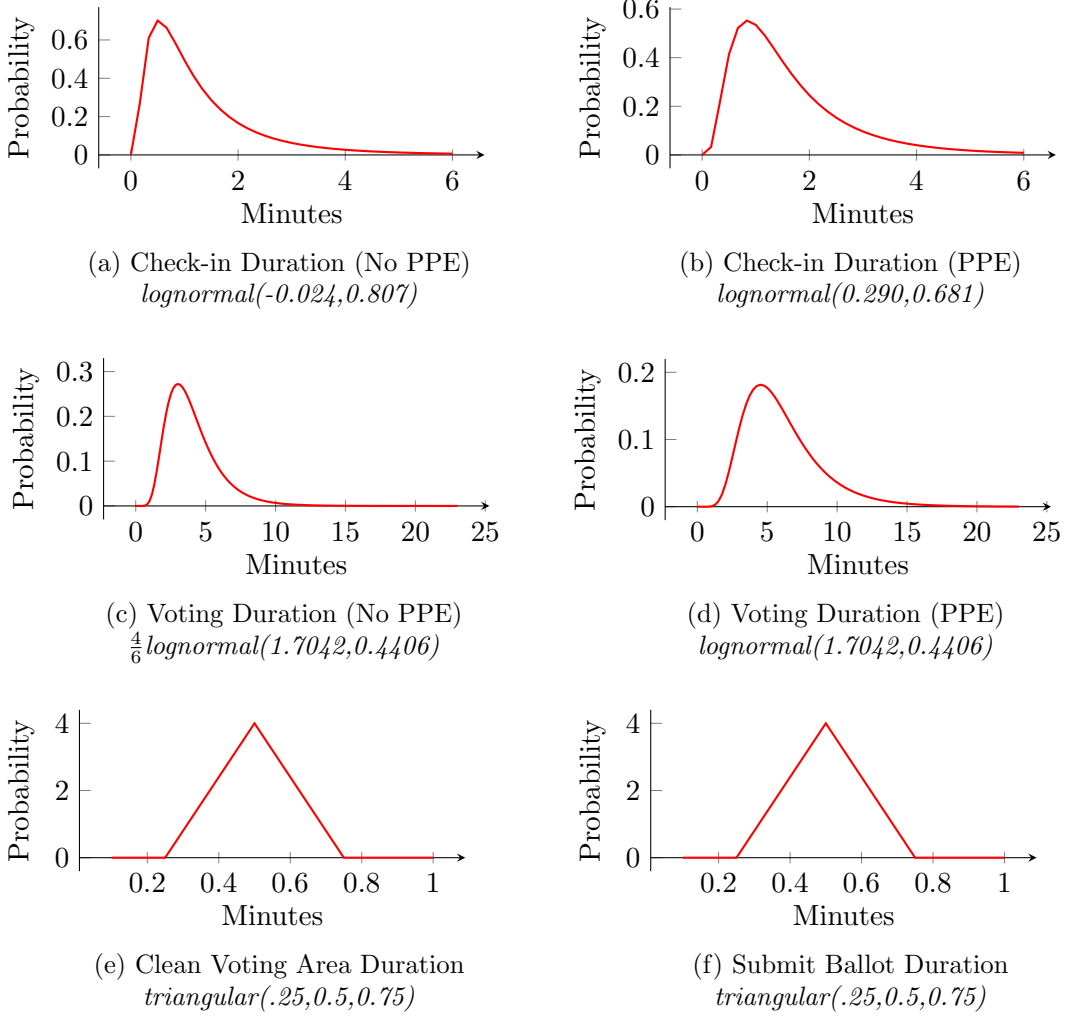 0.6
0.4
0.2
0
Probability
0 2 4 6
Minutes
(a) Check-in Duration (No PPE)
lognormal(-0.024,0.807)
0.6
0.4
0.2
0
Probability
0 2 4 6
Minutes
(b) Check-in Duration (PPE)
lognormal(0.290,0.681)
0.3
0.2
0.1
0
Probability
0 5 10 15 20 25
Minutes
(c) Voting Duration (No PPE)
4/6 lognormal(1.7042,0.4406)
0.2
0.1
0
Probability
0 5 10 15 20 25
Minutes
(d) Voting Duration (PPE)
lognormal(1.7042,0.4406)
4
2
0
Probability
0.2 0.4 0.6 0.8 1
Minutes
(e) Clean Voting Area Duration
triangular(.25,0.5,0.75)
4
2
0
Probability
0.2 0.4 0.6 0.8 1
Minutes
(f) Submit Ballot Duration
triangular(.25,0.5,0.75)